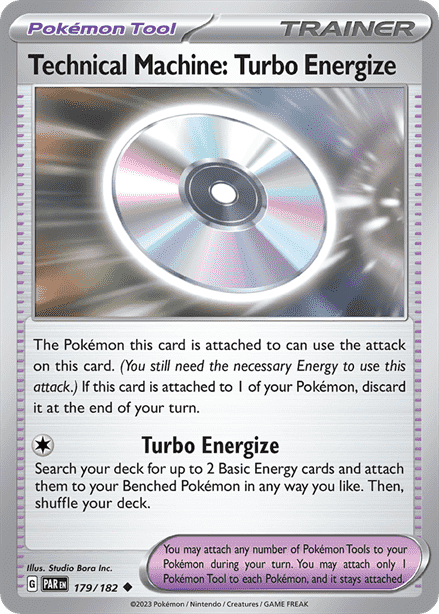 Pokémon Tool
TRAINER
Technical Machine: Turbo Energize
The Pokémon this card is attached to can use the attack
on this card. (You still need the necessary Energy to use this
attack.) If this card is attached to 1 of your Pokémon, discard
it at the end of your turn.
Turbo Energize
Search your deck for up to 2 Basic Energy cards and attach
them to your Benched Pokémon in any way you like. Then,
shuffle your deck.
Illus. Studio Bora Inc.
G PAR EN 179/182 ◆
You may attach any number of Pokémon Tools to your
Pokémon during your turn. You may attach only 1
Pokémon Tool to each Pokémon, and it stays attached.
©2023 Pokémon / Nintendo / Creatures / GAME FREAK